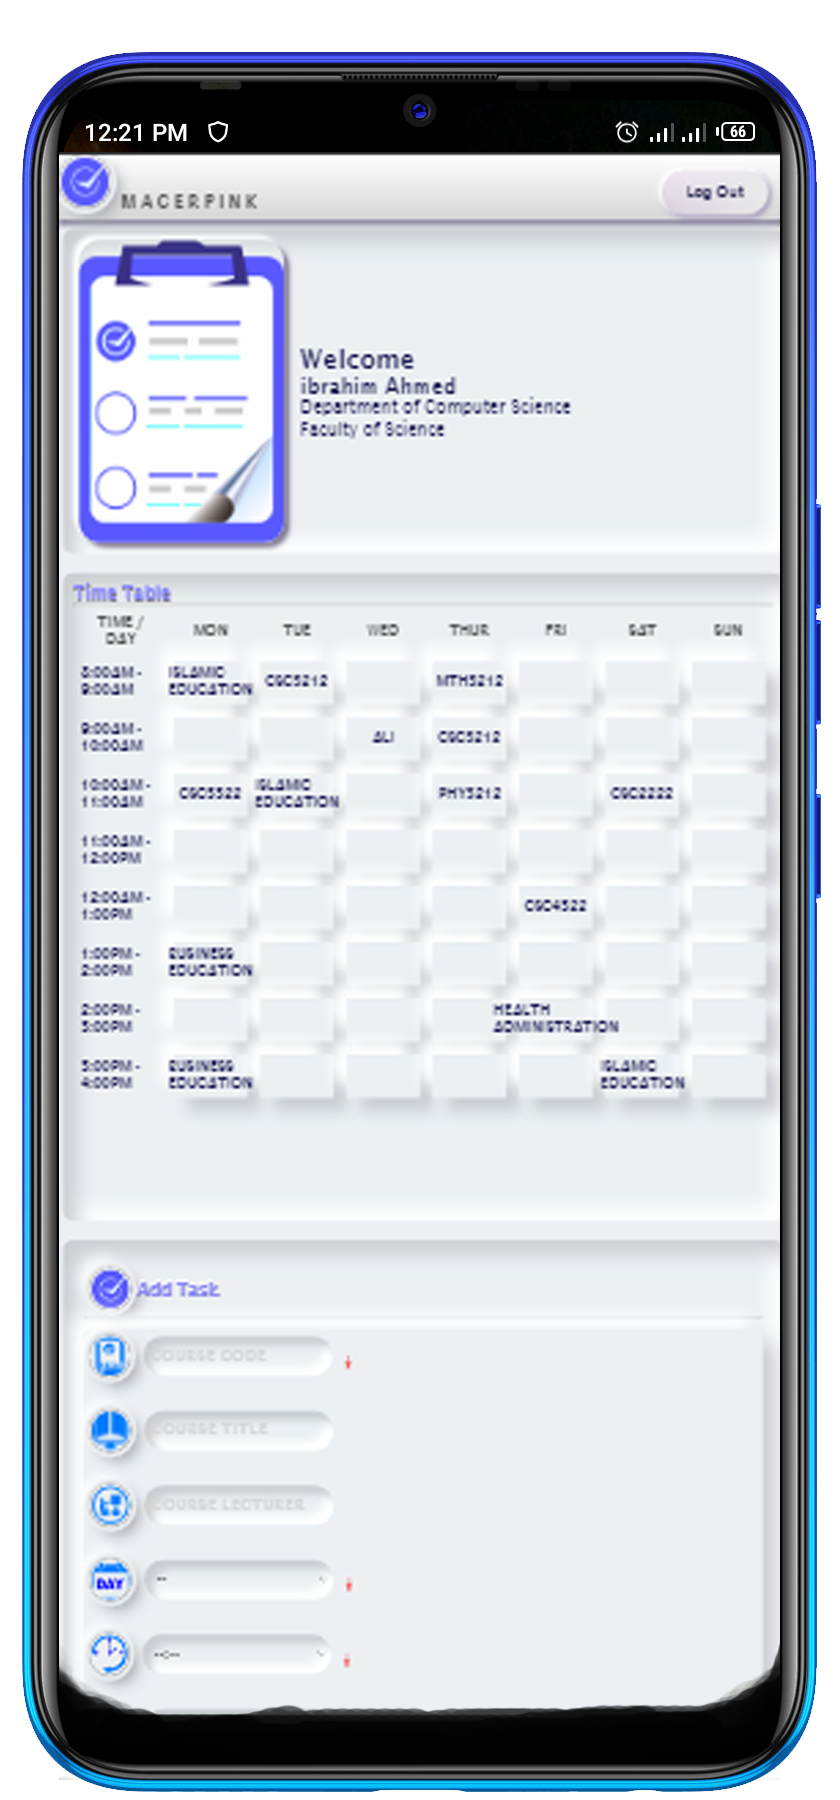 12:21 PM
66
MACERPINK
Log Out
Welcome
ibrahim Ahmed
Department of Computer Science
Faculty of Science
Time Table
TIME / DAY MON TUE WED THUR FRI SAT SUN
8:00AM - 9:00AM ISLAMIC EDUCATION CSC5212 MTH5212
9:00AM - 10:00AM ALI CSC5212
10:00AM - 11:00AM CSC5522 ISLAMIC EDUCATION PHY5212 CSC2222
11:00AM - 12:00PM
12:00AM - 1:00PM CSC4522
1:00PM - 2:00PM BUSINESS EDUCATION
2:00PM - 3:00PM HEALTH ADMINISTRATION
3:00PM - 4:00PM BUSINESS EDUCATION ISLAMIC EDUCATION
Add Task
COURSE CODE *
COURSE TITLE
COURSE LECTURER
DAY -- *
--:-- *